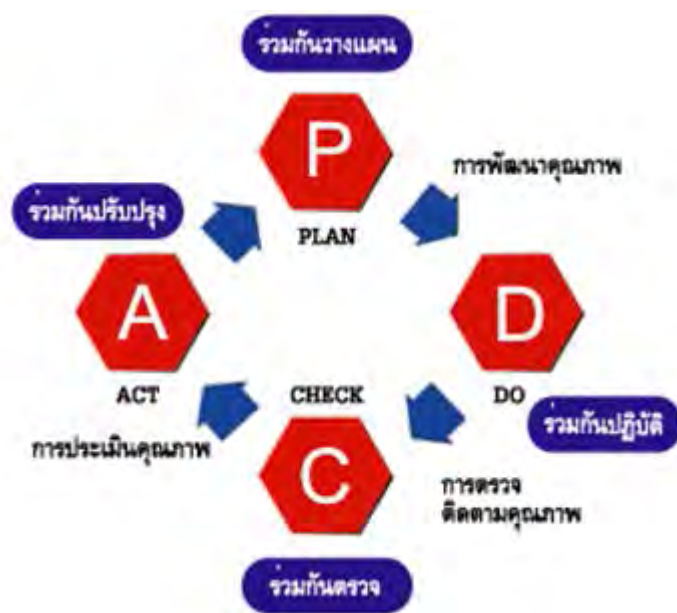 ร่วมกันวางแผน
P
PLAN
การพัฒนาคุณภาพ
ร่วมกันปรับปรุง
A
ACT
D
DO
ร่วมกันปฏิบัติ
CHECK
C
การประเมินคุณภาพ
การตรวจ
ติดตามคุณภาพ
ร่วมกันตรวจ